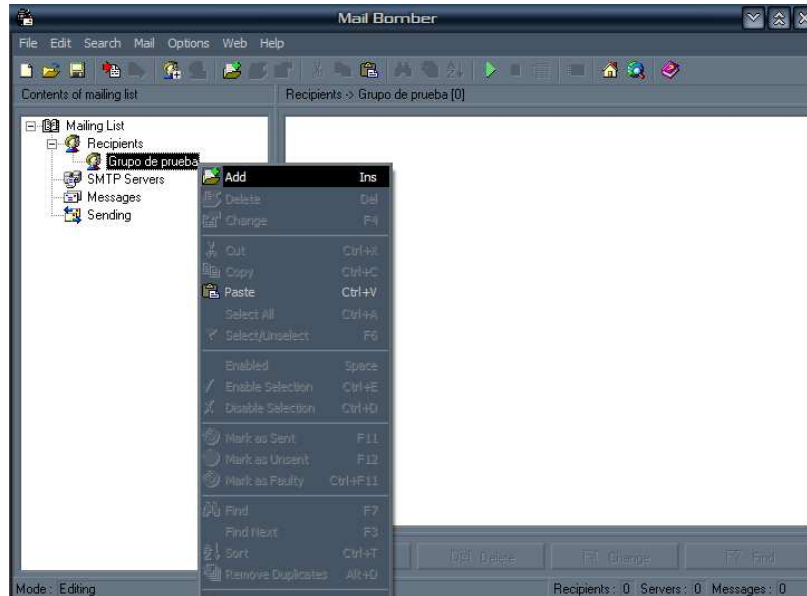 Mail Bomber
File Edit Search Mail Options Web Help
Contents of mailing list
Recipients -> Grupo de prueba [0]
Mailing List
Recipients
Grupo de prueba
SMTP Servers
Messages
Sending
Add Ins
Delete Del
Change F4
Cut Ctrl+X
Copy Ctrl+C
Paste Ctrl+V
Select All Ctrl+A
Select/Unselect F6
Enabled Space
Enable Selection Ctrl+E
Disable Selection Ctrl+D
Mark as Sent F11
Mark as Unsent F12
Mark as Faulty Ctrl+F11
Find F7
Find Next F3
Sort Ctrl+T
Remove Duplicates Alt+D
Del Delete F4 Change F7 Find
Mode : Editing
Recipients : 0 Servers : 0 Messages : 0